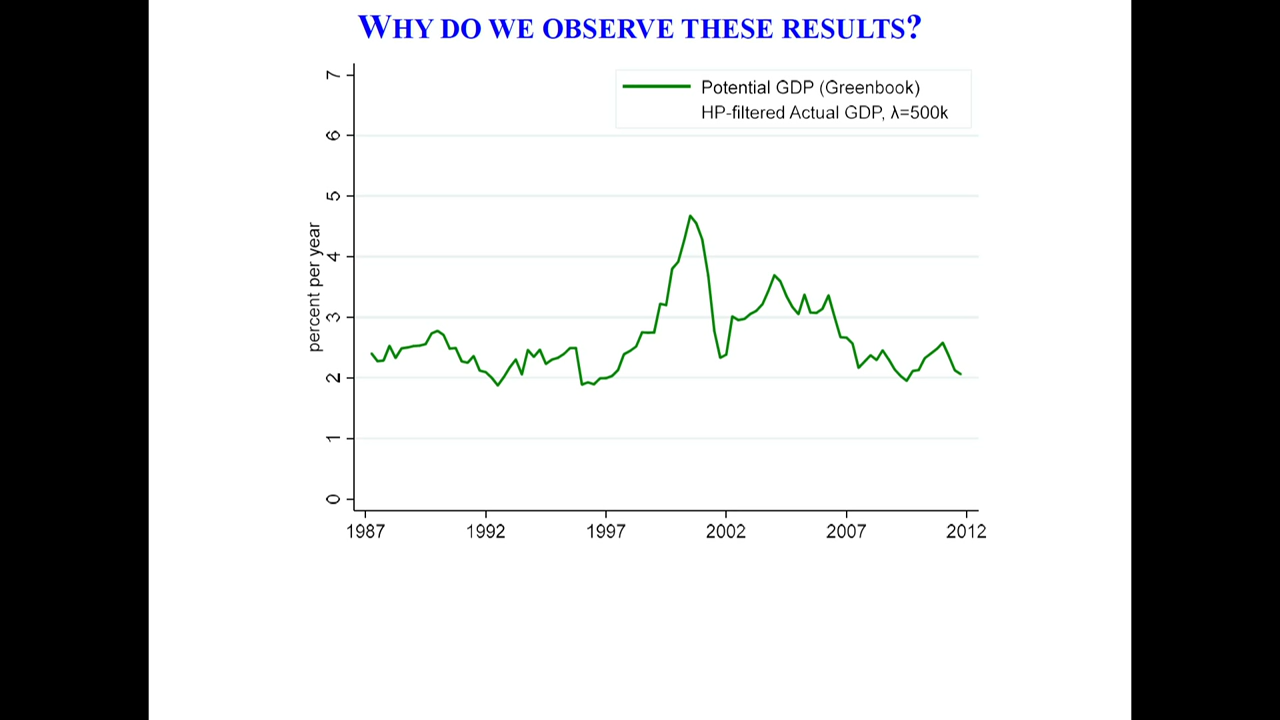 WHY DO WE OBSERVE THESE RESULTS?
Potential GDP (Greenbook)
HP-filtered Actual GDP, λ=500k
percent per year
7
6
5
4
3
2
1
0
1987 1992 1997 2002 2007 2012